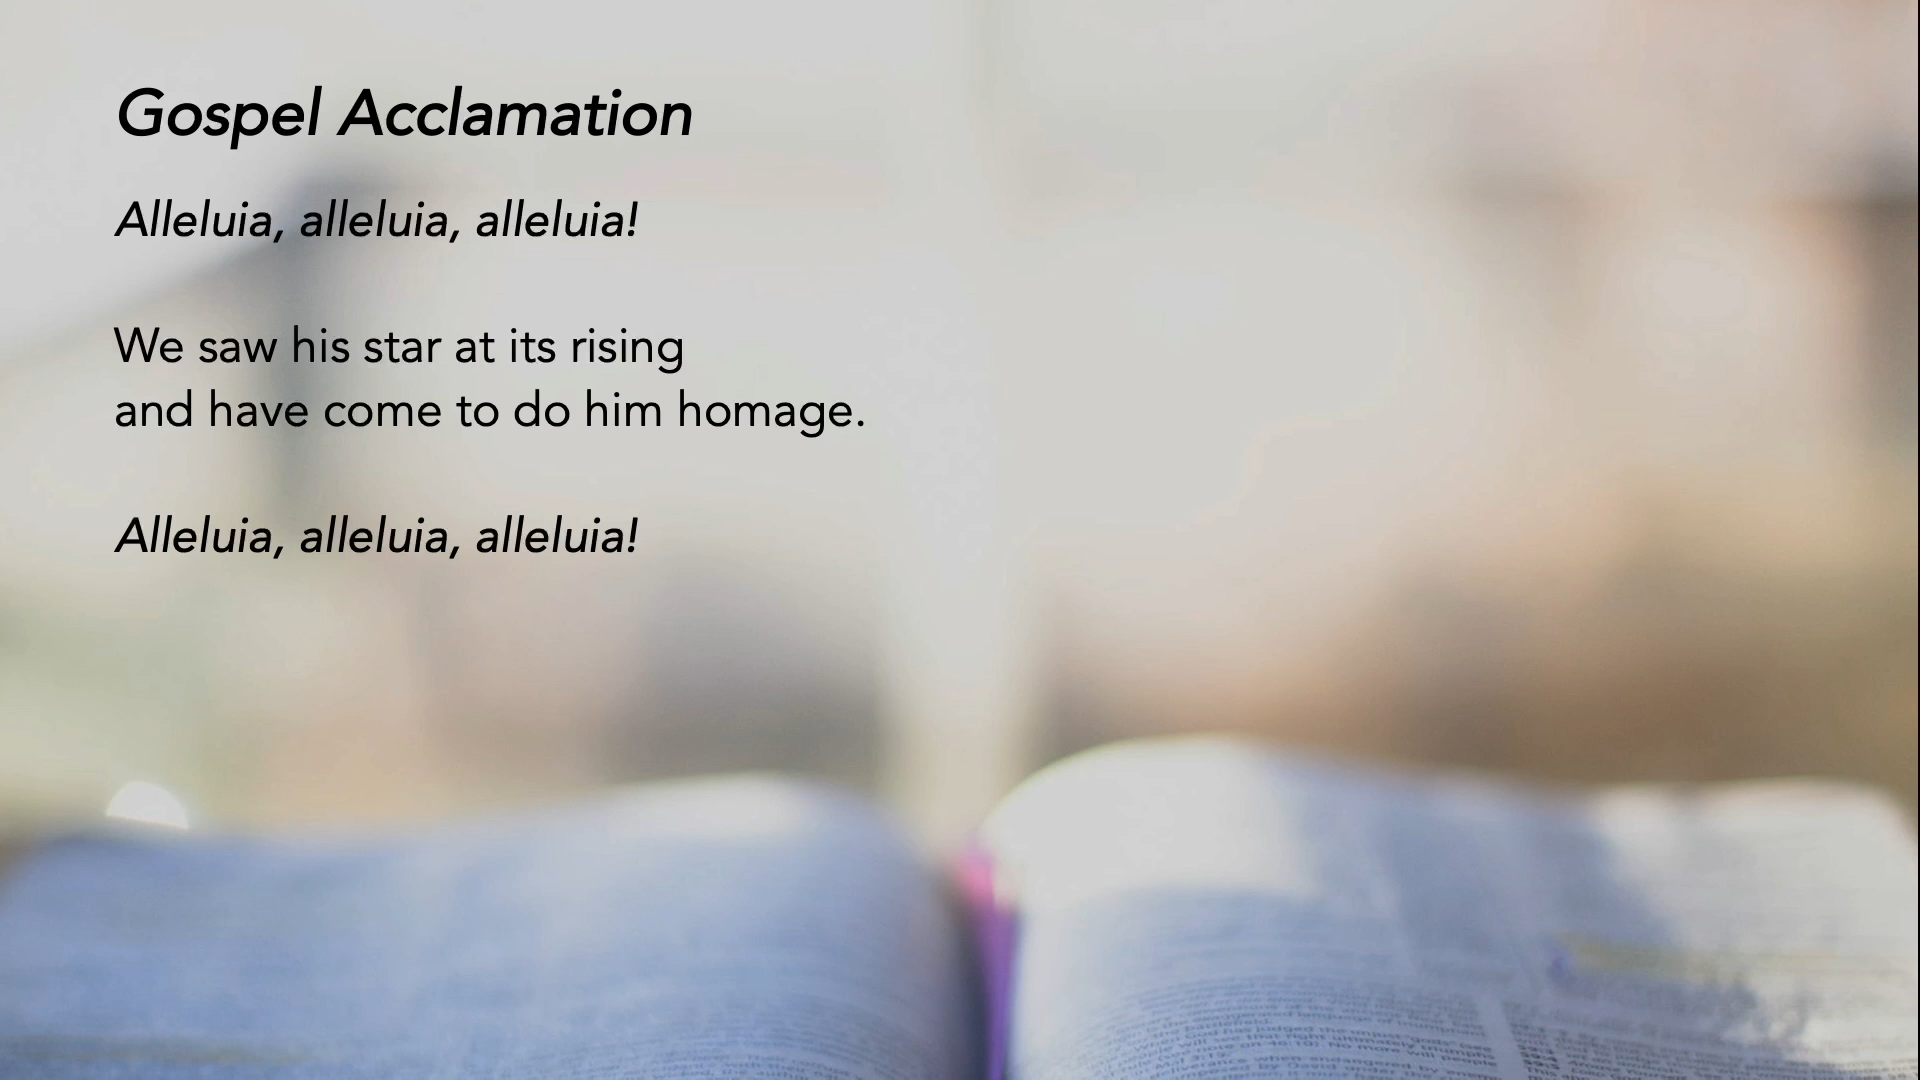 Gospel Acclamation
Alleluia, alleluia, alleluia!
We saw his star at its rising
and have come to do him homage.
Alleluia, alleluia, alleluia!